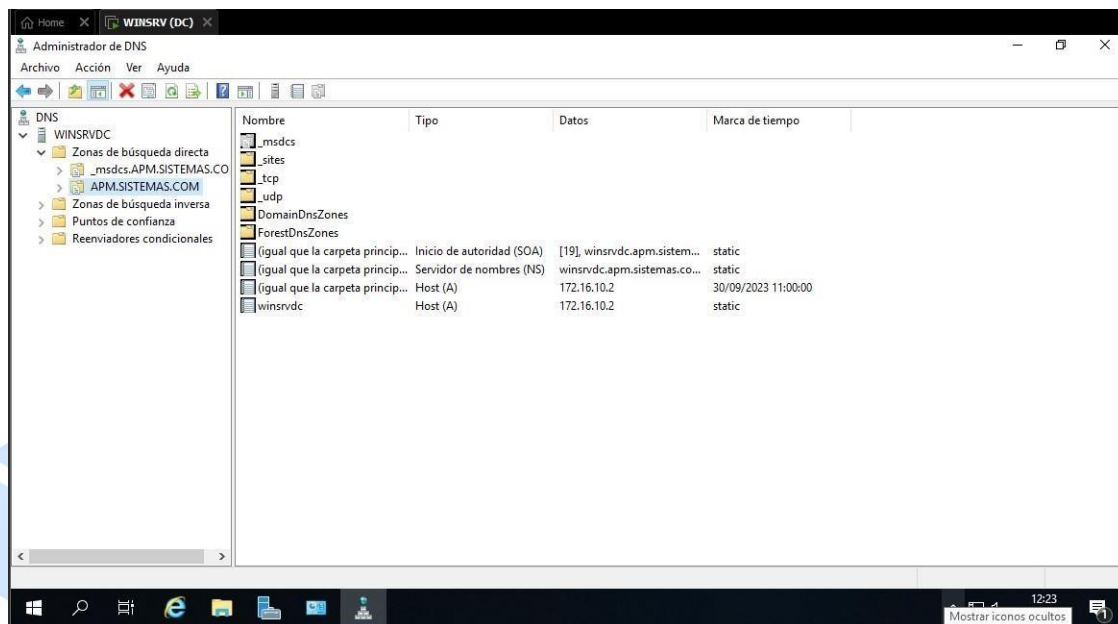 Home
WINSRV (DC)
Administrador de DNS
Archivo Acción Ver Ayuda
DNS
WINSRVDC
Zonas de búsqueda directa
_msdcs.APM.SISTEMAS.CO
APM.SISTEMAS.COM
Zonas de búsqueda inversa
Puntos de confianza
Reenviadores condicionales
Nombre Tipo Datos Marca de tiempo
_msdcs
_sites
_tcp
_udp
DomainDnsZones
ForestDnsZones
(igual que la carpeta princip... Inicio de autoridad (SOA) [19], winsrvdc.apm.sistem... static
(igual que la carpeta princip... Servidor de nombres (NS) winsrvdc.apm.sistemas.co... static
(igual que la carpeta princip... Host (A) 172.16.10.2 30/09/2023 11:00:00
winsrvdc Host (A) 172.16.10.2 static
12:23
Mostrar iconos ocultos
1